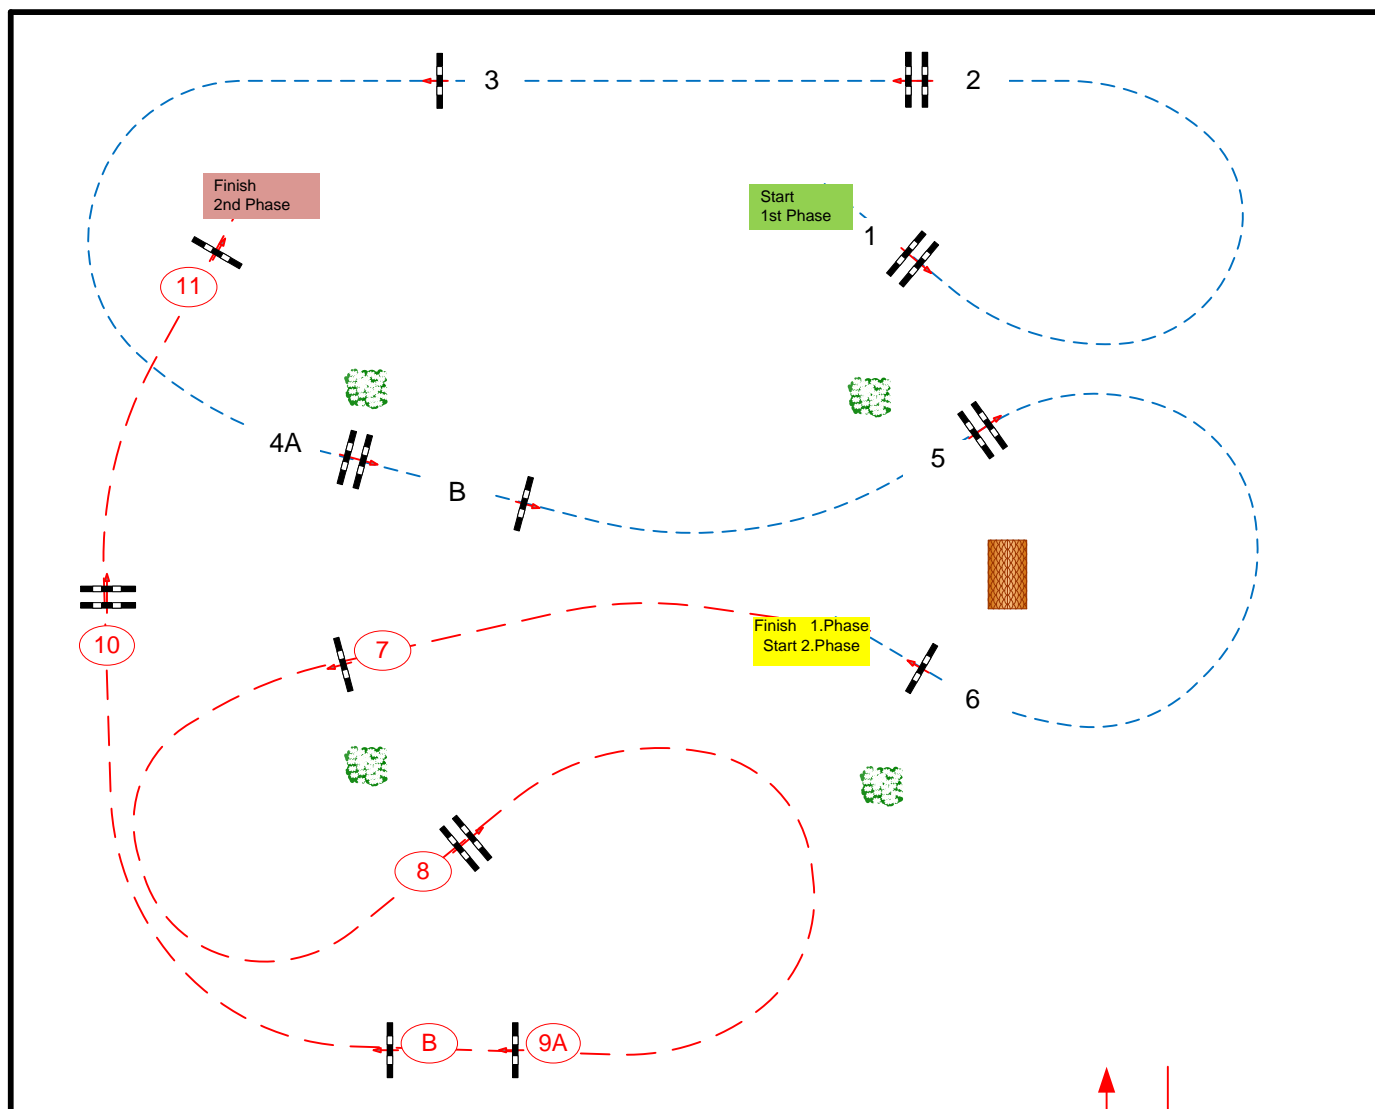 3
2
Finish
2nd Phase
Start
1st Phase
1
11
4A
5
B
Finish 1.Phase
Start 2.Phase
10
7
6
8
B
9A